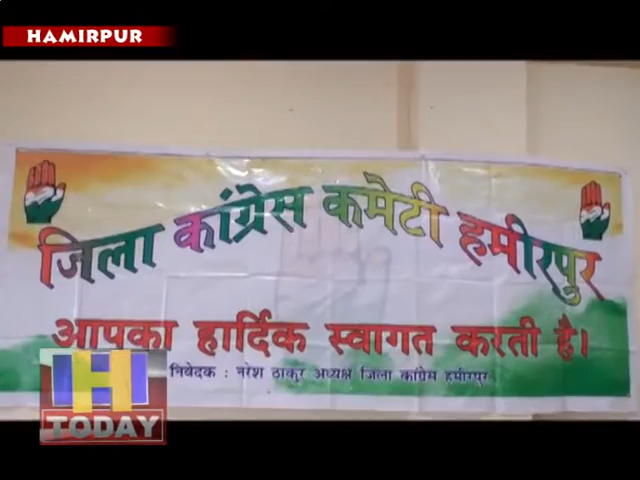 HAMIRPUR
जिला कांग्रेस कमेटी हमीरपुर
आपका हार्दिक स्वागत करती है।
निवेदक : नरेश ठाकुर अध्यक्ष जिला कांग्रेस हमीरपुर
H
TODAY